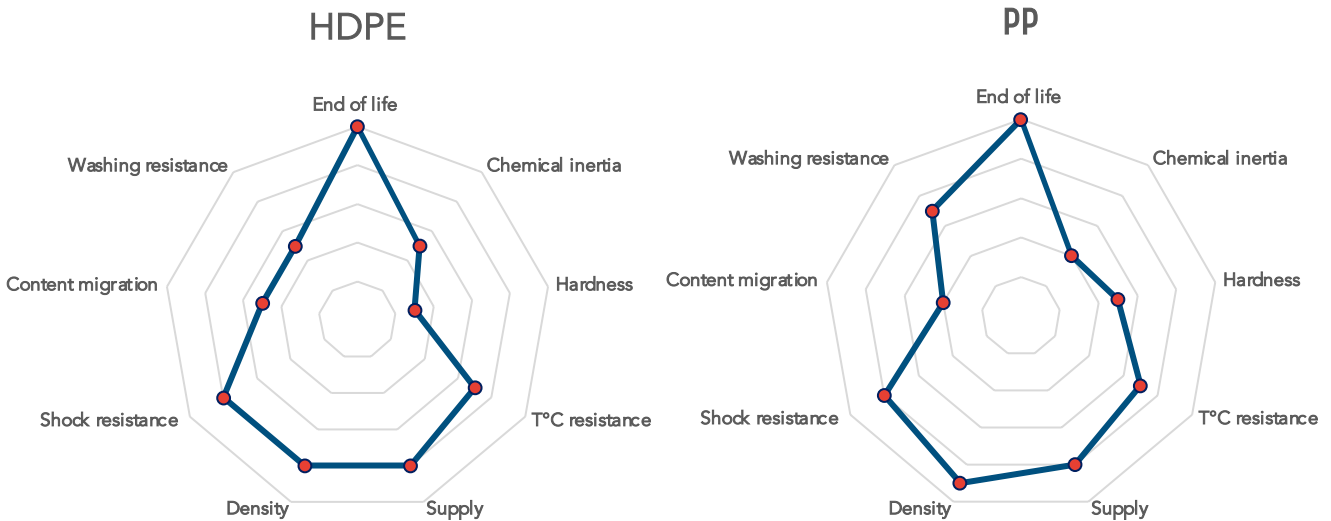 HDPE
End of life
Chemical inertia
Hardness
T°C resistance
Supply
Density
Shock resistance
Content migration
Washing resistance
PP
End of life
Chemical inertia
Hardness
T°C resistance
Supply
Density
Shock resistance
Content migration
Washing resistance